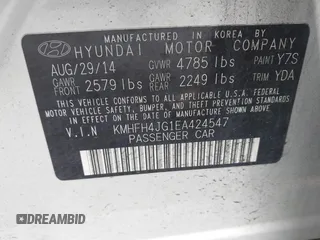 MANUFACTURED IN KOREA BY
HYUNDAI MOTOR COMPANY
AUG/29/14 GVWR 4785 lbs PAINT Y7S
GAWR FRONT 2579 lbs GAWR REAR 2249 lbs TRIM YDA
THIS VEHICLE CONFORMS TO ALL APPLICABLE
FEDERAL MOTOR VEHICLE
SAFETY, BUMPER, AND THEFT PREVENTION
STANDARDS IN EFFECT ON THE DATE OF
MANUFACTURE SHOWN ABOVE.
V.I.N KMHFH4JG1EA424547
PASSENGER CAR
DREAMBID
DREAMBID.COM